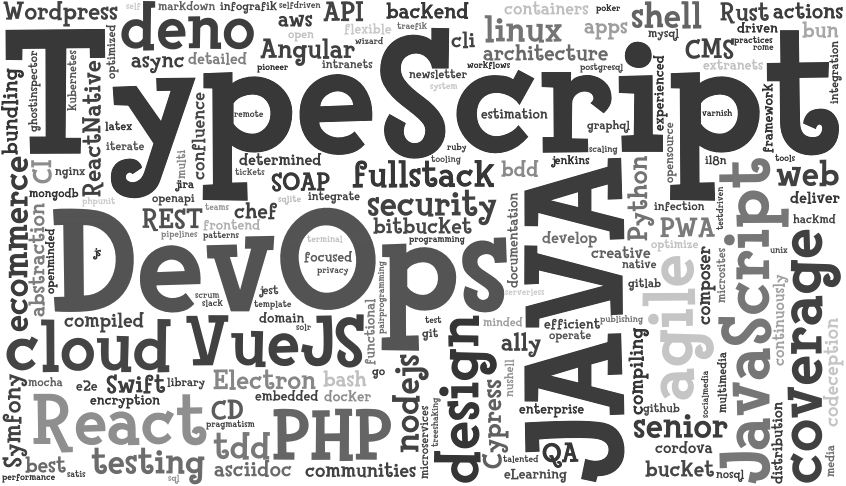 Wordpress
self
markdown
infografik
selfdriven
aws
API
backend
containers
poker
shell
Rust
actions
deno
open
flexible
traefik
linux
apps
mysql
driven
bun
optimized
Angular
wizard
cli
architecture
CMS
practices
rome
async
detailed
pioneer
intranets
newsletter
workflows
system
postgresql
extranets
integration
TypeScript
bundling
ghostinspector
kubernetes
ReactNative
remote
estimation
graphql
experienced
varnish
framework
latex
iterate
multi
confluence
ruby
scaling
opensource
determined
tooling
jenkins
il8n
tools
CI
nginx
tickets
fullstack
bdd
Python
web
mongodb
phpunit
jira
openapi
SOAP
sqlite
integrate
security
JAVA
infection
testdriven
deliver
ecommerce
abstraction
openminded
REST
teams
chef
bitbucket
documentation
PWA
hackMd
frontend
pipelines
patterns
terminal
programming
develop
optimize
JavaScript
unix
DevOps
js
focused
privacy
creative
native
composer
microsites
continuously
coverage
scrum
slack
jest
template
functional
pairprogramming
serverless
gitlab
agile
compiled
domain
solr
test
git
minded
efficient
publishing
operate
compiling
codeception
cloud
VueJS
go
nodejs
design
ally
nushell
multimedia
Symfony
mocha
e2e
Swift
library
Electron
bash
embedded
docker
Cypress
socialmedia
encryption
React
CD
pragmatism
PHP
microservices
treeshaking
enterprise
github
senior
distribution
best
testing
tdd
QA
cordova
performance
satis
sql
asciidoc
communities
talented
eLearning
bucket
nosql
media